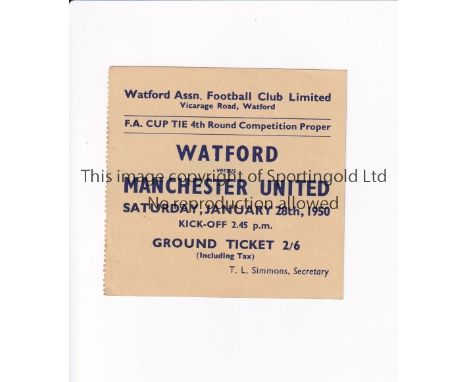 Watford Assn. Football Club Limited
Vicarage Road, Watford
F.A. CUP TIE 4th Round Competition Proper
WATFORD
versus
This image copyright of Sportingold Ltd
MANCHESTER UNITED
No reproduction allowed
SATURDAY, JANUARY 28th, 1950
KICK-OFF 2.45 p.m.
GROUND TICKET 2/6
(Including Tax)
T. L. Simmons, Secretary